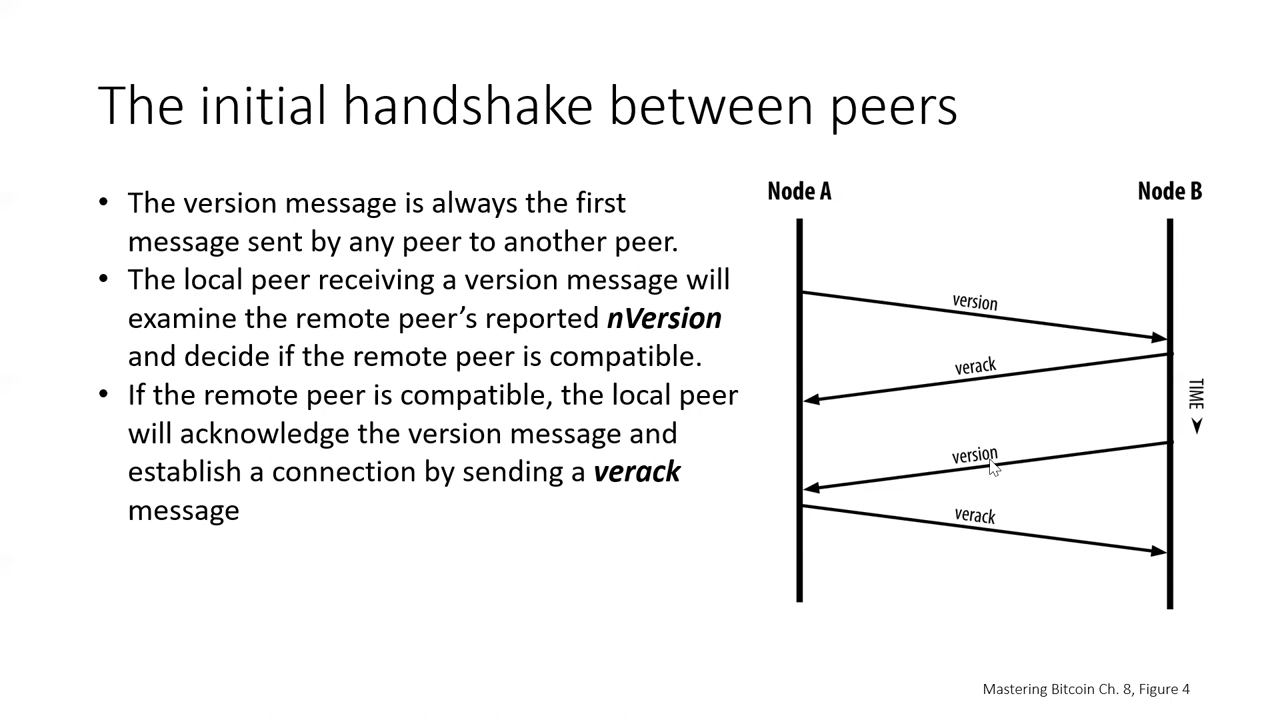 The initial handshake between peers
• The version message is always the first
message sent by any peer to another peer.
• The local peer receiving a version message will
examine the remote peer’s reported nVersion
and decide if the remote peer is compatible.
• If the remote peer is compatible, the local peer
will acknowledge the version message and
establish a connection by sending a verack
message
Node A
Node B
version
verack
TIME
version
verack
Mastering Bitcoin Ch. 8, Figure 4